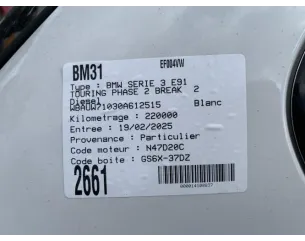 BM31
EF004VW
Type : BMW SERIE 3 E91
TOURING PHASE 2 BREAK 2
Diesel
WBAUW71030A612515 Blanc
Kilometrage : 220000
Entree : 19/02/2025
Provenance : Particulier
Code moteur : N47D20C
Code boite : GS6X-37DZ
2661